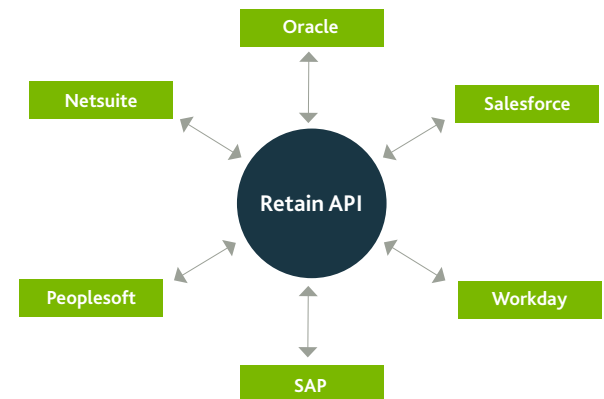 Oracle
Netsuite
Salesforce
Retain API
Peoplesoft
Workday
SAP